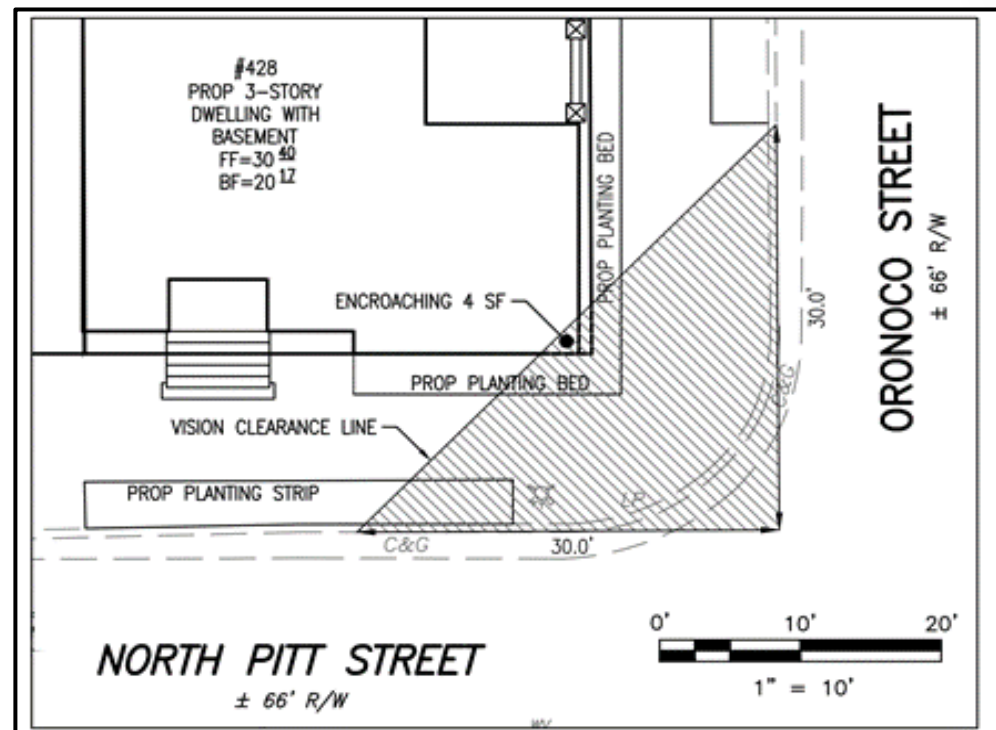 #428
PROP 3-STORY
DWELLING WITH
BASEMENT
FF=30 40
BF=20 17
PROP PLANTING BED
ENCROACHING 4 SF
PROP PLANTING BED
VISION CLEARANCE LINE
PROP PLANTING STRIP
LP
C&G
30.0'
C&G
30.0'
ORONOCO STREET
± 66' R/W
NORTH PITT STREET
± 66' R/W
0' 10' 20'
1" = 10'
WV